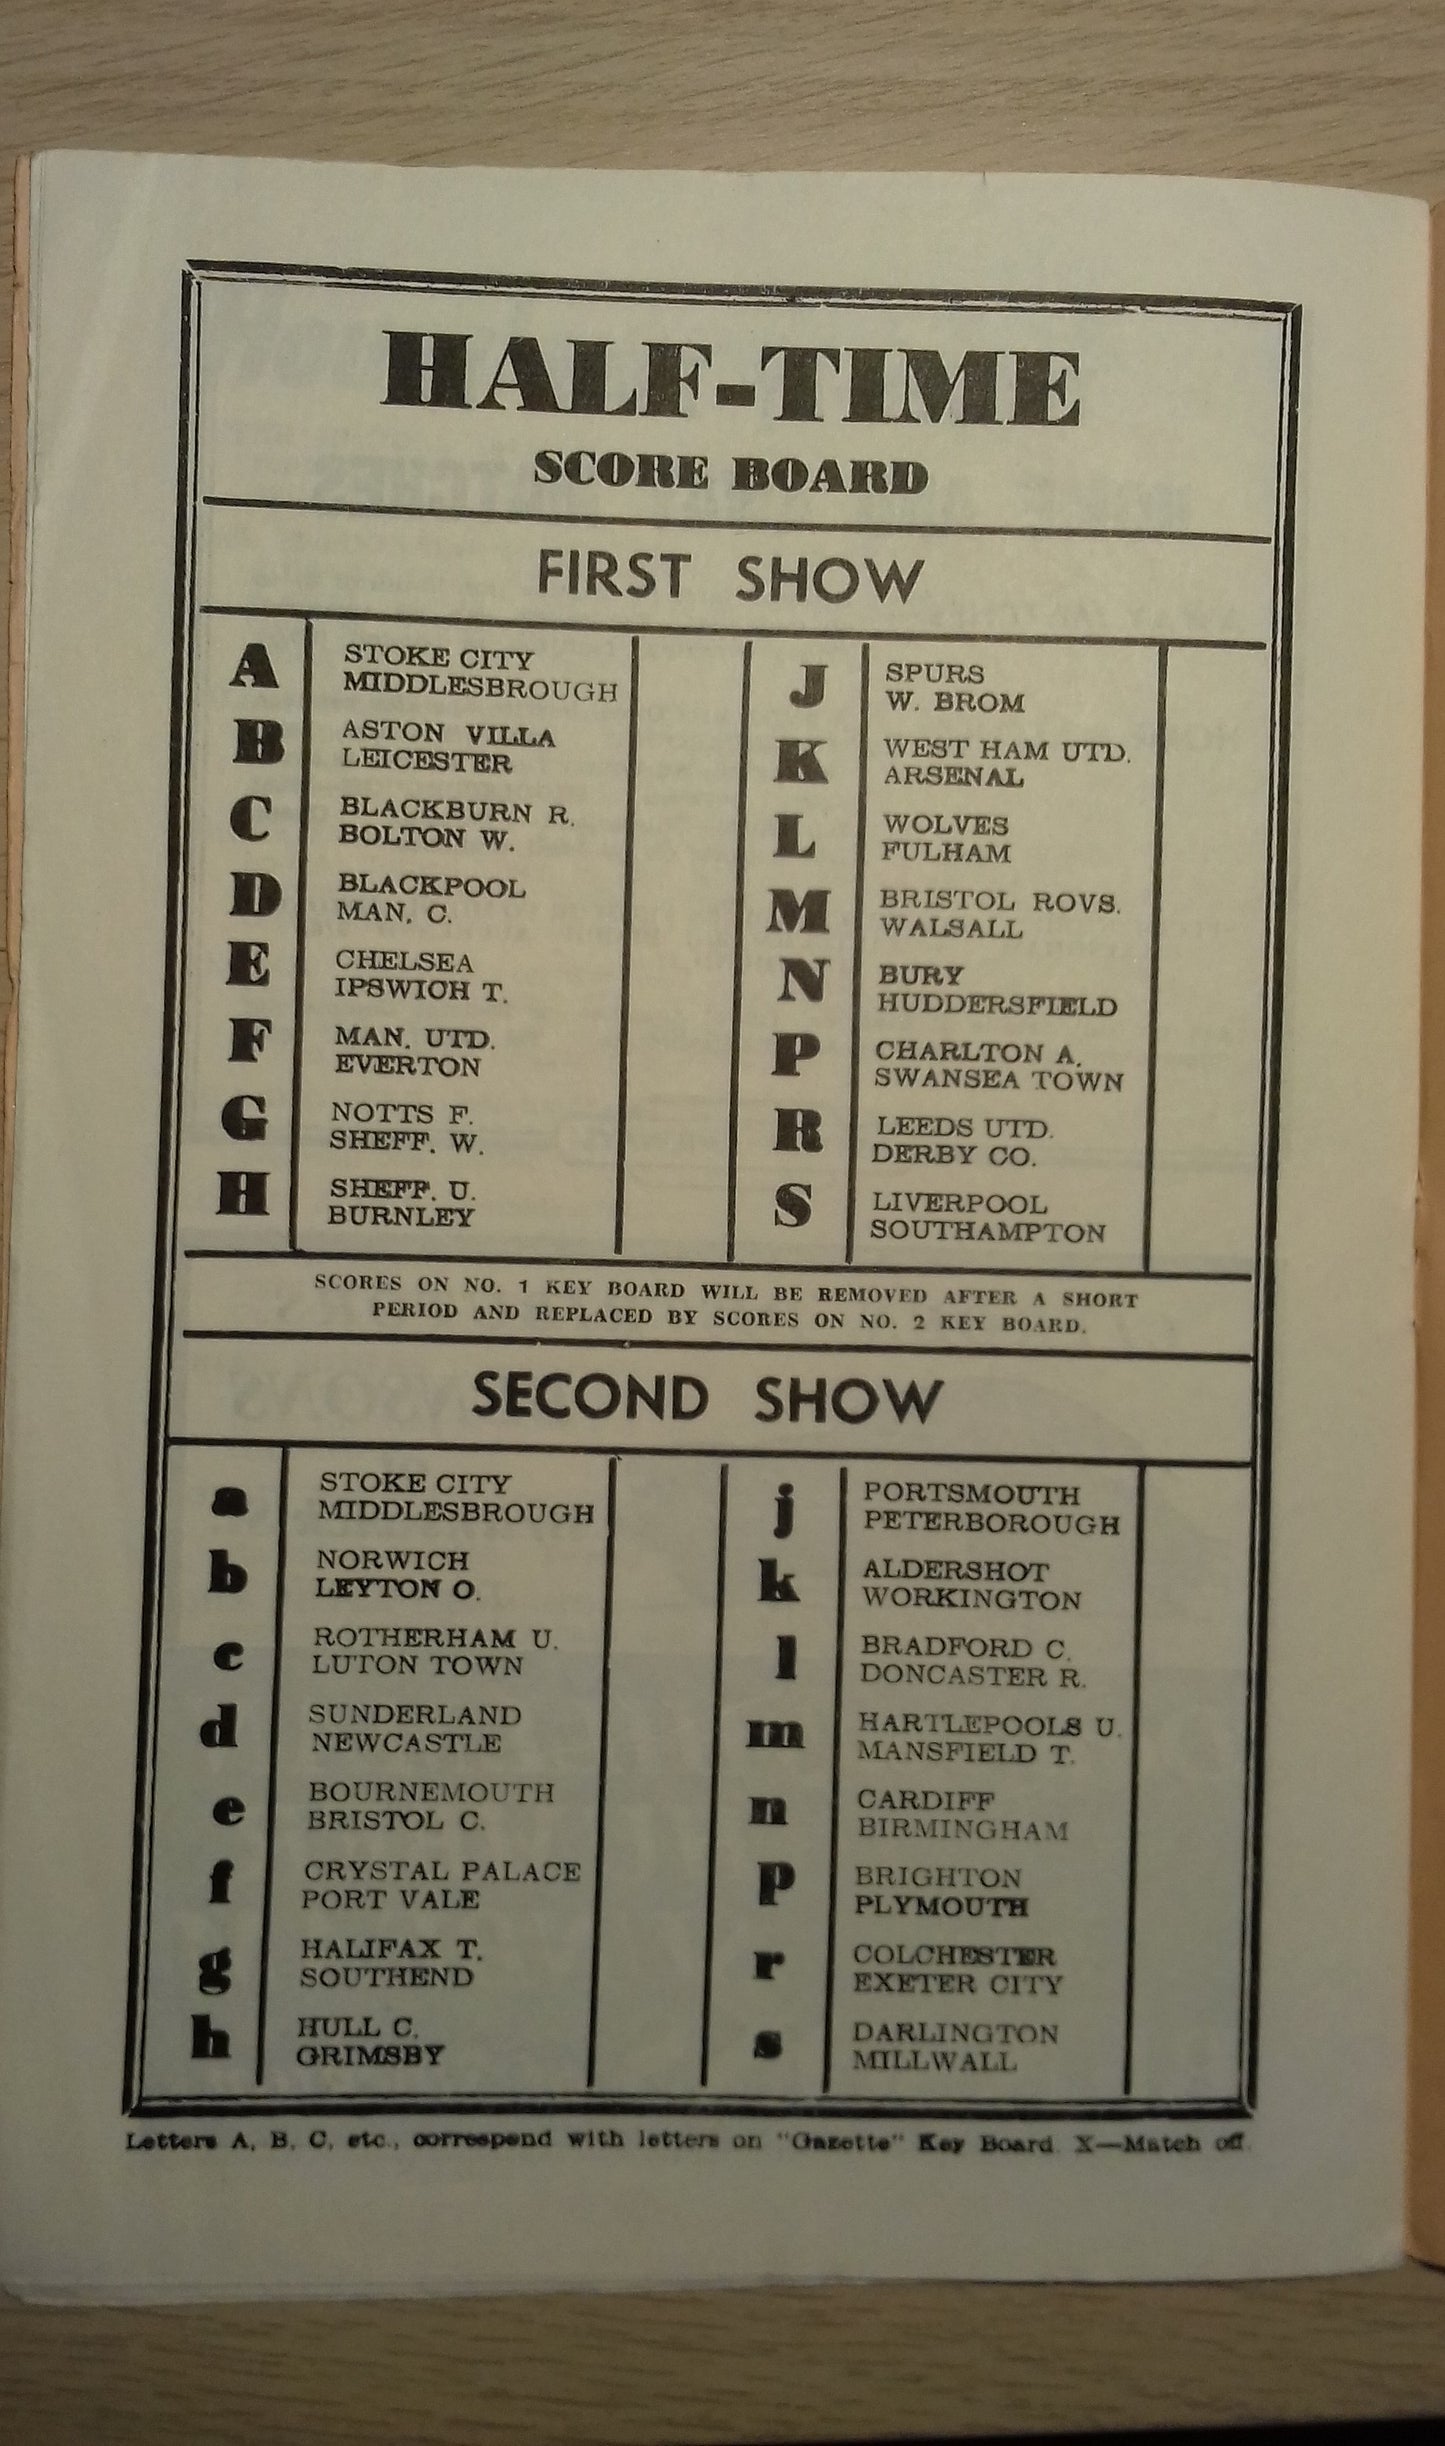 HALF-TIME
SCORE BOARD
FIRST SHOW
A STOKE CITY
MIDDLESBROUGH
B ASTON VILLA
LEICESTER
C BLACKBURN R.
BOLTON W.
D BLACKPOOL
MAN. C.
E CHELSEA
IPSWICH T.
F MAN. UTD.
EVERTON
G NOTTS F.
SHEFF. W.
H SHEFF. U.
BURNLEY
J SPURS
W. BROM
K WEST HAM UTD.
ARSENAL
L WOLVES
FULHAM
M BRISTOL ROVS.
WALSALL
N BURY
HUDDERSFIELD
P CHARLTON A.
SWANSEA TOWN
R LEEDS UTD.
DERBY CO.
S LIVERPOOL
SOUTHAMPTON
SCORES ON NO. 1 KEY BOARD WILL BE REMOVED AFTER A SHORT
PERIOD AND REPLACED BY SCORES ON NO. 2 KEY BOARD.
SECOND SHOW
a STOKE CITY
MIDDLESBROUGH
b NORWICH
LEYTON O.
c ROTHERHAM U.
LUTON TOWN
d SUNDERLAND
NEWCASTLE
e BOURNEMOUTH
BRISTOL C.
f CRYSTAL PALACE
PORT VALE
g HALIFAX T.
SOUTHEND
h HULL C.
GRIMSBY
j PORTSMOUTH
PETERBOROUGH
k ALDERSHOT
WORKINGTON
l BRADFORD C.
DONCASTER R.
m HARTLEPOOLS U.
MANSFIELD T.
n CARDIFF
BIRMINGHAM
p BRIGHTON
PLYMOUTH
r COLCHESTER
EXETER CITY
s DARLINGTON
MILLWALL
Letters A, B, C, etc., correspend with letters on "Gazette" Key Board. X—Match off.